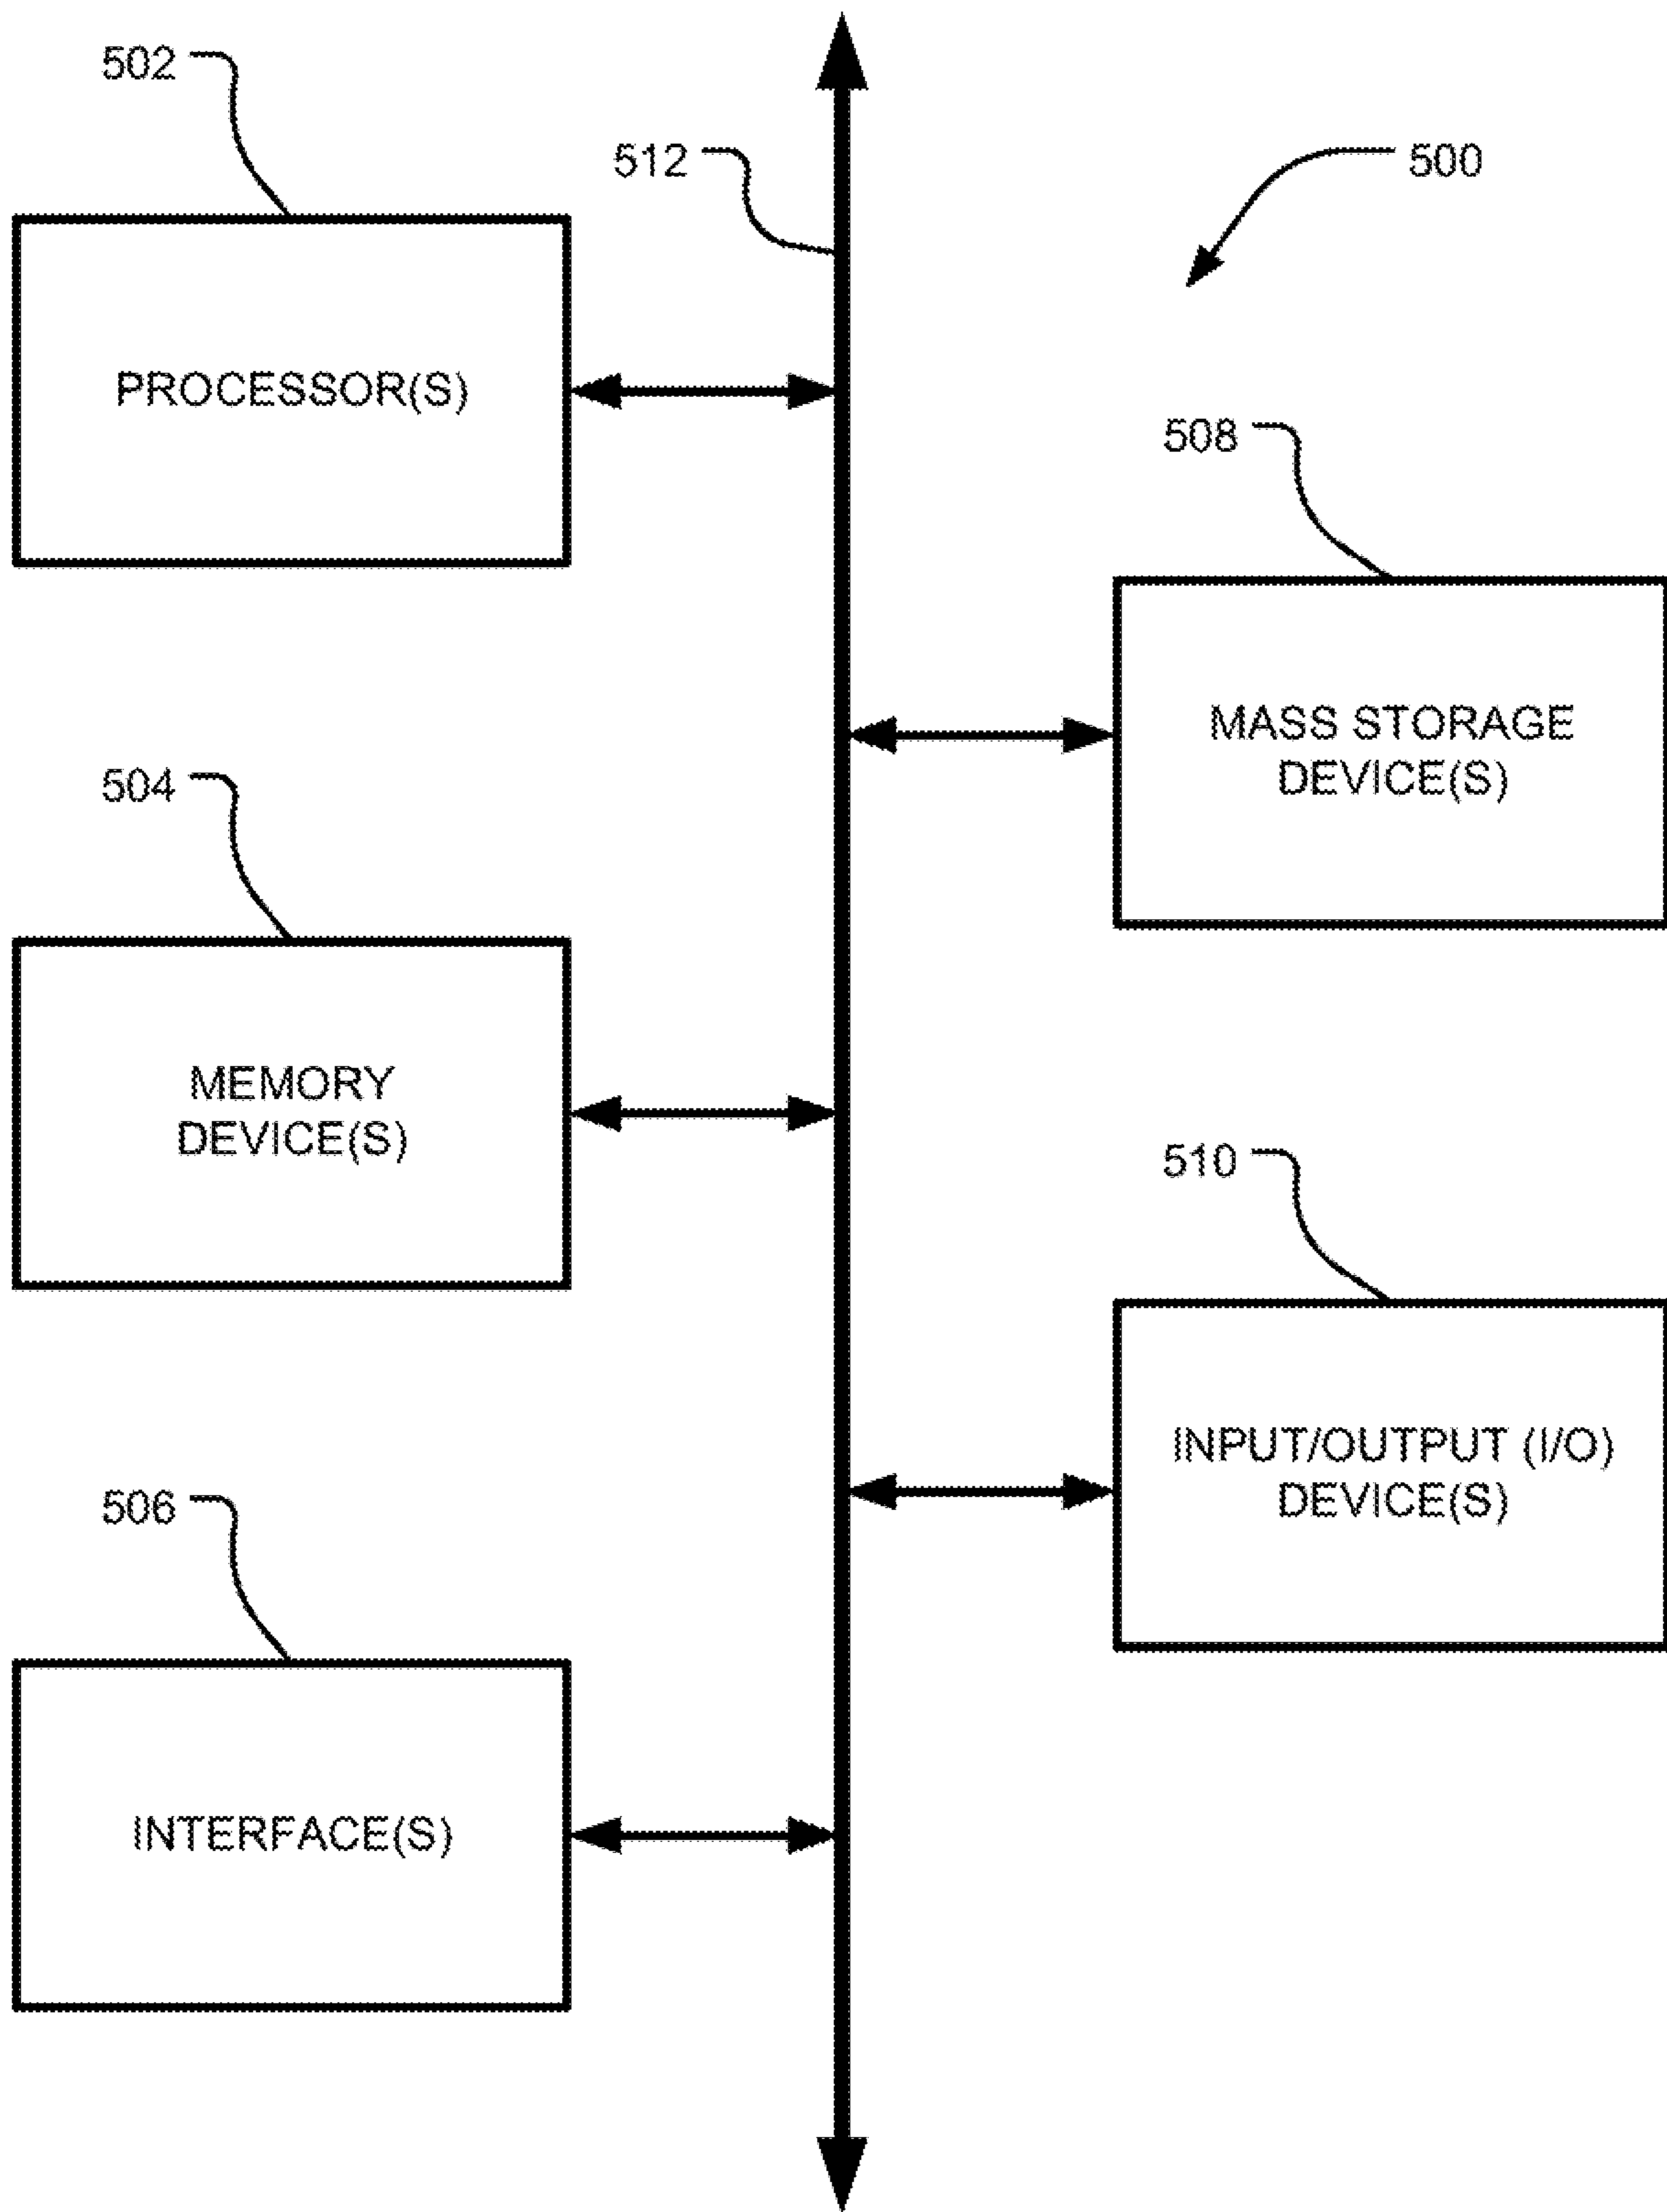 502
512
500
PROCESSOR(S)
508
MASS STORAGE
DEVICE(S)
504
MEMORY
DEVICE(S)
510
INPUT/OUTPUT (I/O)
DEVICE(S)
506
INTERFACE(S)